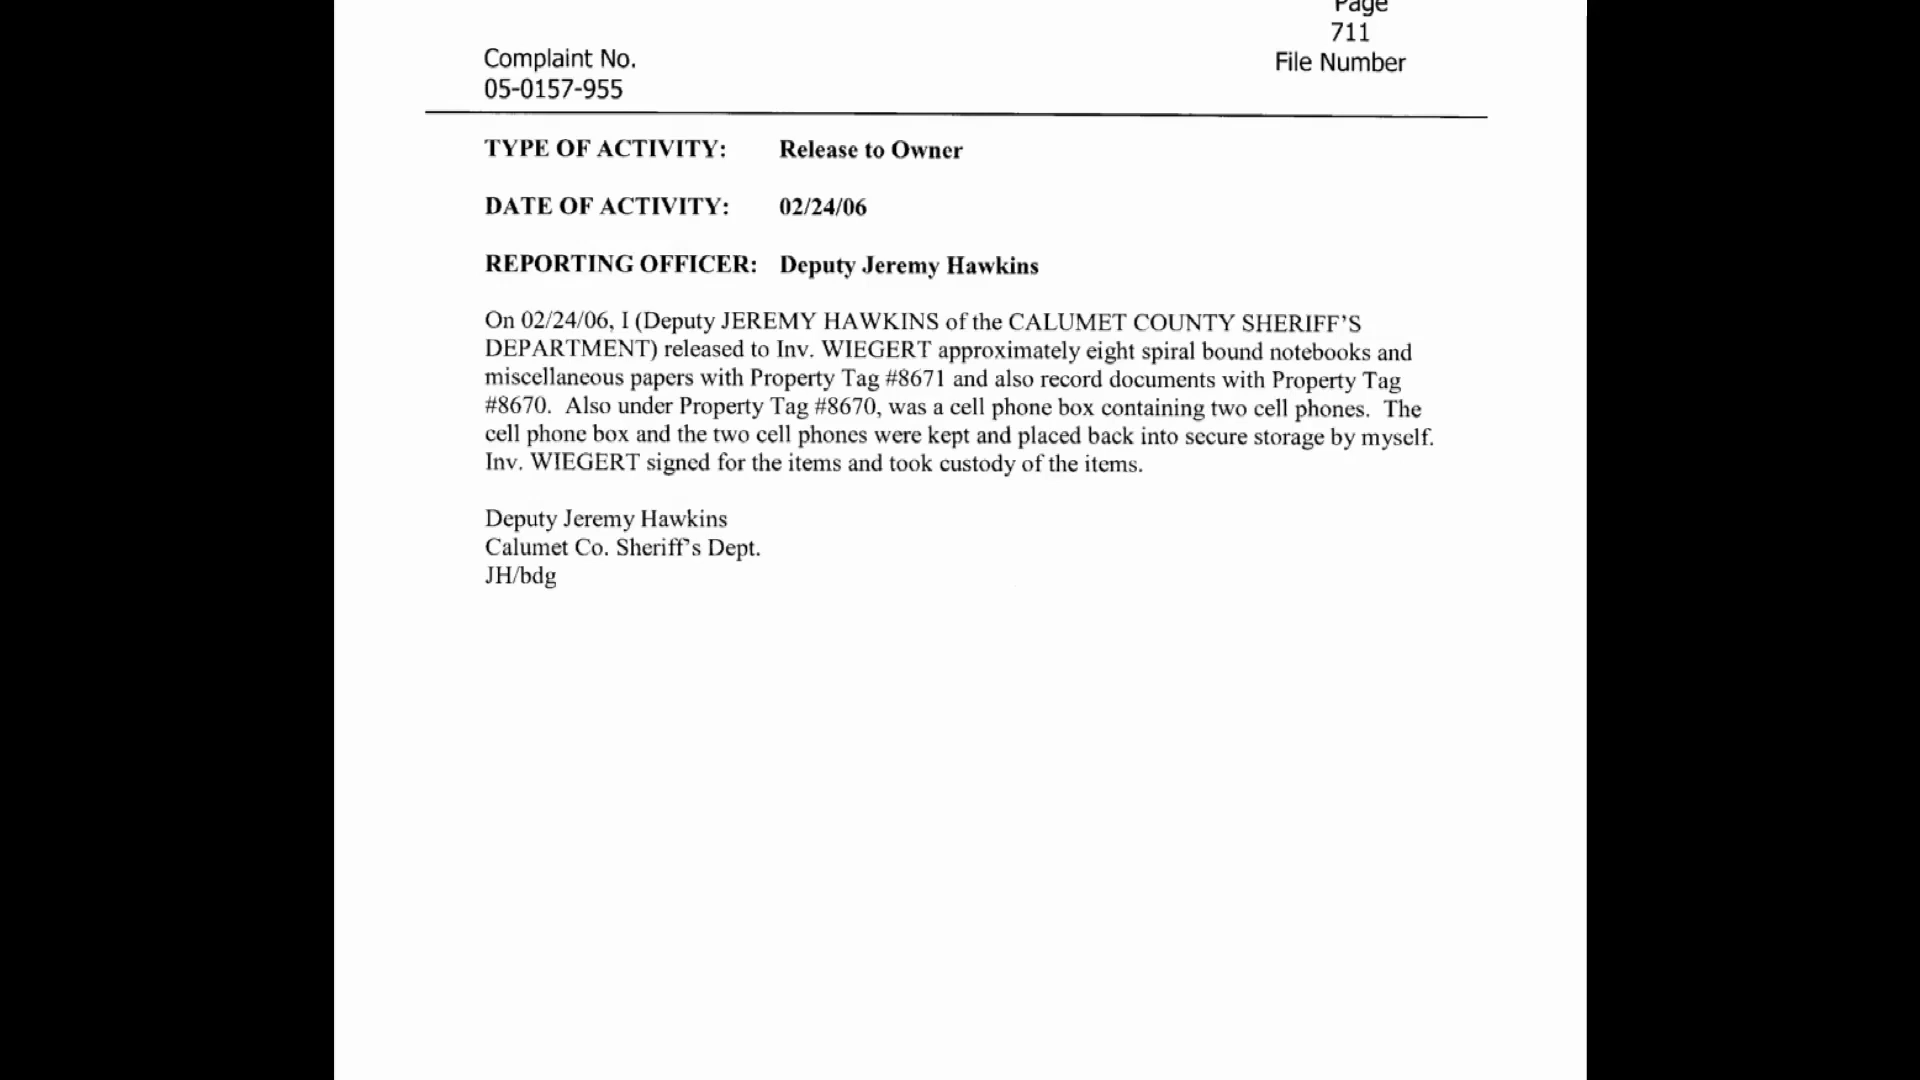 Page
711
Complaint No.
File Number
05-0157-955
TYPE OF ACTIVITY: Release to Owner
DATE OF ACTIVITY: 02/24/06
REPORTING OFFICER: Deputy Jeremy Hawkins
On 02/24/06, I (Deputy JEREMY HAWKINS of the CALUMET COUNTY SHERIFF'S
DEPARTMENT) released to Inv. WIEGERT approximately eight spiral bound notebooks and
miscellaneous papers with Property Tag #8671 and also record documents with Property Tag
#8670. Also under Property Tag #8670, was a cell phone box containing two cell phones. The
cell phone box and the two cell phones were kept and placed back into secure storage by myself.
Inv. WIEGERT signed for the items and took custody of the items.
Deputy Jeremy Hawkins
Calumet Co. Sheriff's Dept.
JH/bdg